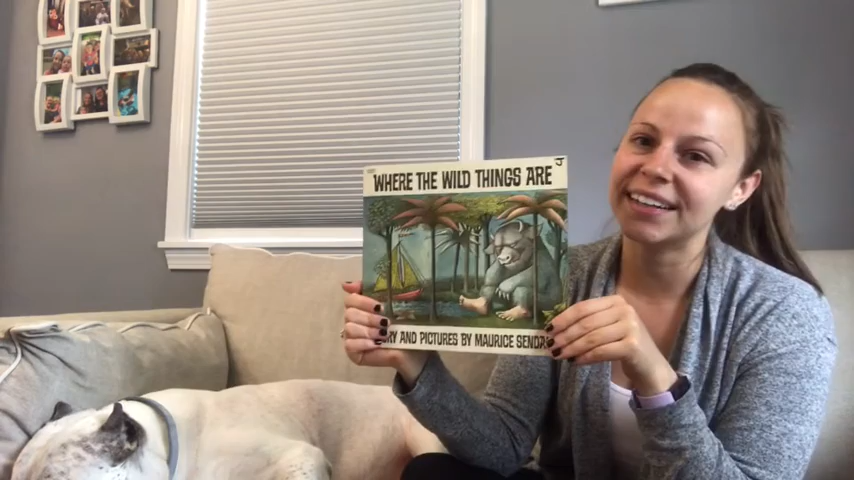 WHERE THE WILD THINGS ARE
AND PICTURES BY MAURICE